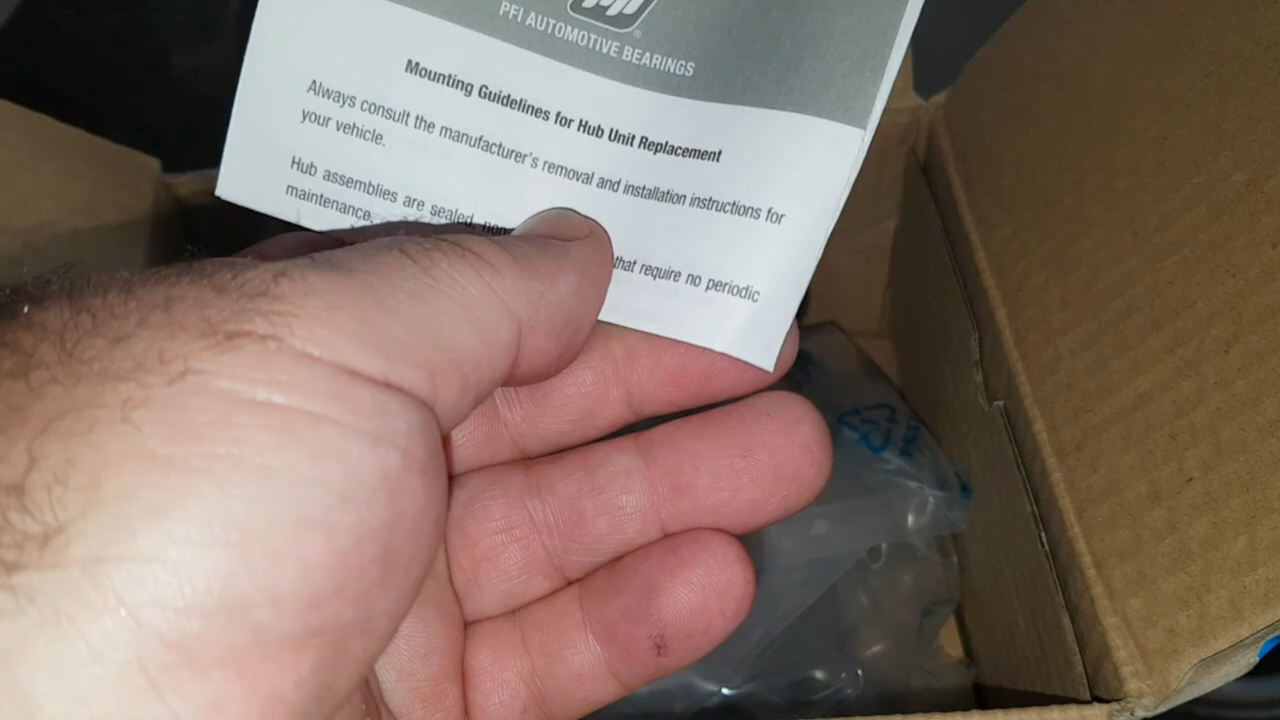 PFI AUTOMOTIVE BEARINGS
Mounting Guidelines for Hub Unit Replacement
Always consult the manufacturer's removal and installation instructions for
your vehicle.
Hub assemblies are sealed, that require no periodic
maintenance